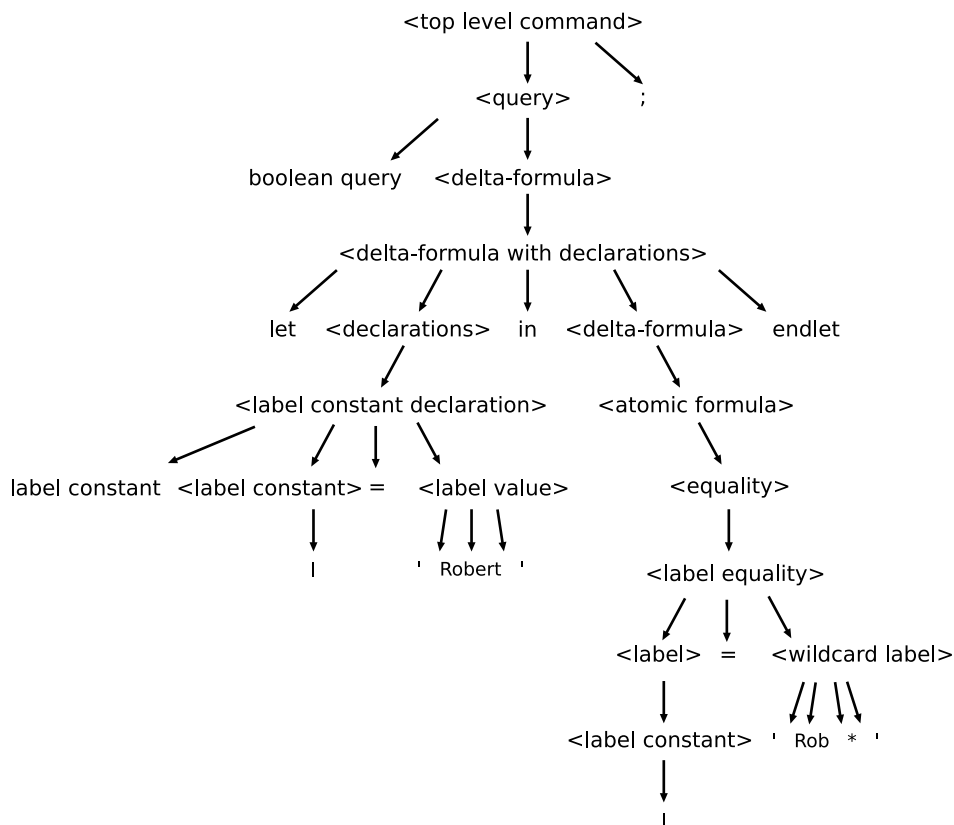 <top level command>
<query> ;
boolean query <delta-formula>
<delta-formula with declarations>
let <declarations> in <delta-formula> endlet
<label constant declaration> <atomic formula>
label constant <label constant> = <label value> <equality>
l ' Robert ' <label equality>
<label> = <wildcard label>
<label constant> ' Rob * '
l